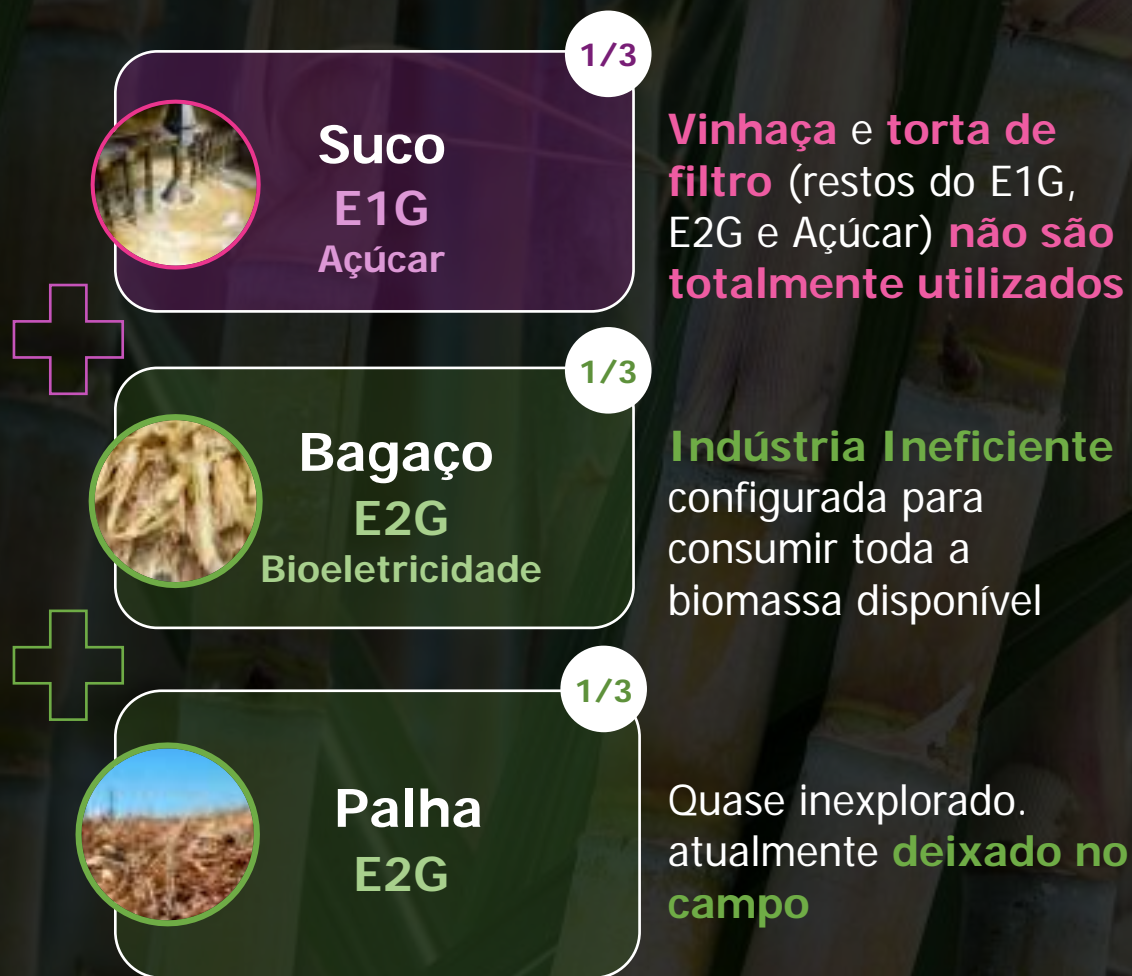 1/3
Suco
E1G
Açúcar
Vinhaça e torta de
filtro (restos do E1G,
E2G e Açúcar) não são
totalmente utilizados
1/3
Bagaço
E2G
Bioeletricidade
Indústria Ineficiente
configurada para
consumir toda a
biomassa disponível
1/3
Palha
E2G
Quase inexplorado.
atualmente deixado no
campo